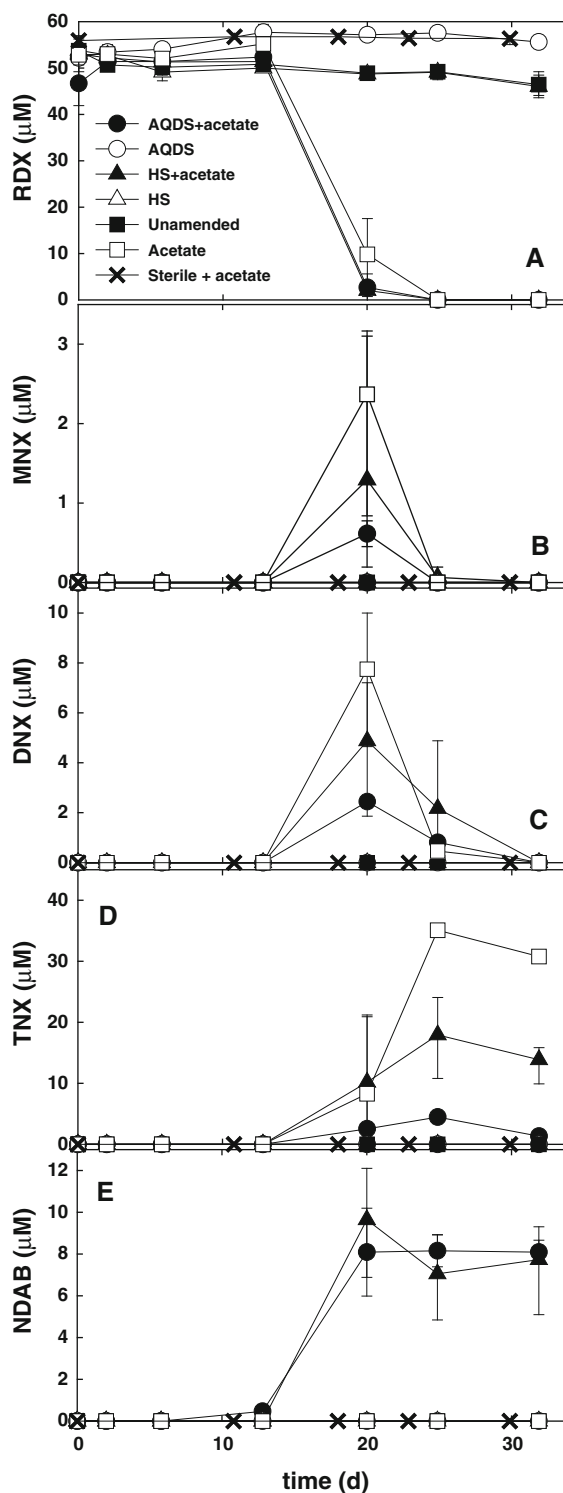 60
50
40
30
20
10
0
RDX (μM)
AQDS+acetate
AQDS
HS+acetate
HS
Unamended
Acetate
Sterile + acetate
A
3
2
1
0
MNX (μM)
B
10
8
6
4
2
0
DNX (μM)
C
40
30
20
10
0
TNX (μM)
D
12
10
8
6
4
2
0
NDAB (μM)
E
0 10 20 30
time (d)